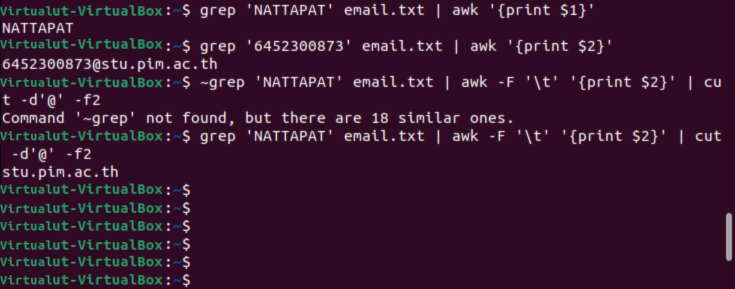 Virtualut-VirtualBox:~$ grep 'NATTAPAT' email.txt | awk '{print $1}'
NATTAPAT
Virtualut-VirtualBox:~$ grep '6452300873' email.txt | awk '{print $2}'
6452300873@stu.pim.ac.th
Virtualut-VirtualBox:~$ ~grep 'NATTAPAT' email.txt | awk -F '\t' '{print $2}' | cu
t -d'@' -f2
Command '~grep' not found, but there are 18 similar ones.
Virtualut-VirtualBox:~$ grep 'NATTAPAT' email.txt | awk -F '\t' '{print $2}' | cut
 -d'@' -f2
stu.pim.ac.th
Virtualut-VirtualBox:~$
Virtualut-VirtualBox:~$
Virtualut-VirtualBox:~$
Virtualut-VirtualBox:~$
Virtualut-VirtualBox:~$
Virtualut-VirtualBox:~$